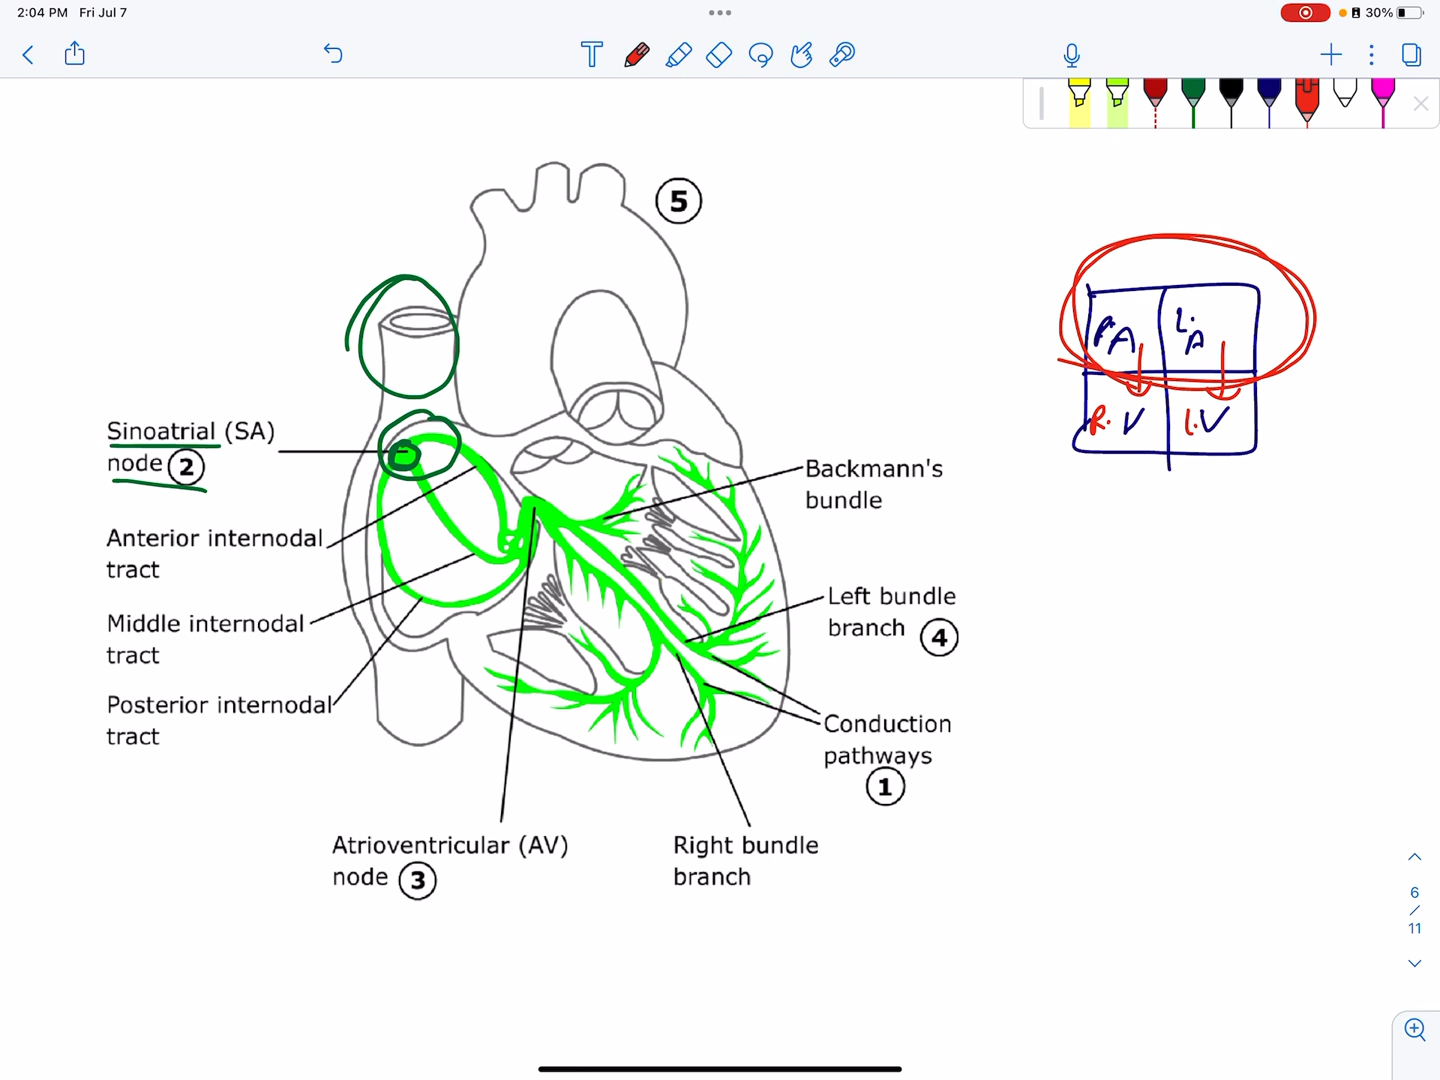 2:04 PM Fri Jul 7
30%
T
5
R.A L.A
R.V L.V
Sinoatrial (SA)
node 2
Backmann's
bundle
Anterior internodal
tract
Left bundle
branch 4
Middle internodal
tract
Posterior internodal
tract
Conduction
pathways
1
Atrioventricular (AV)
node 3
Right bundle
branch
6
/
11